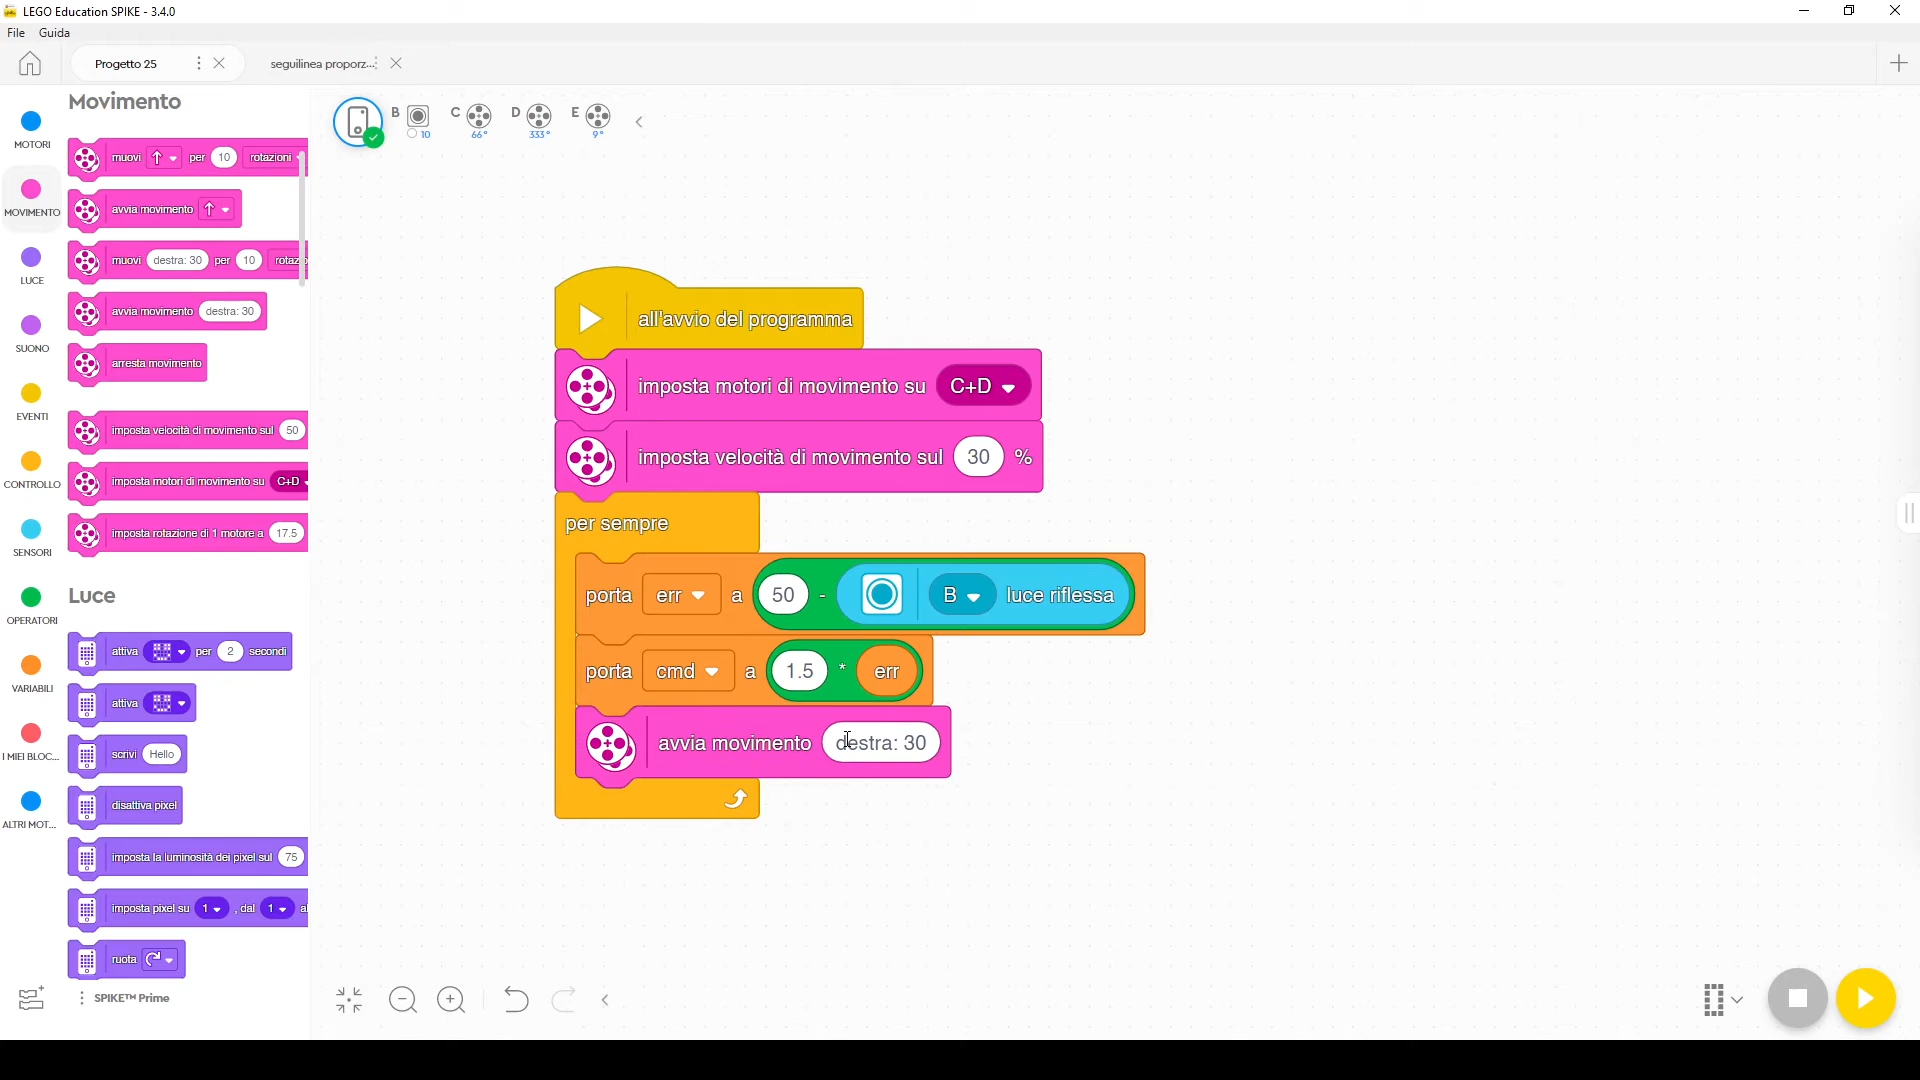 LEGO Education SPIKE - 3.4.0
File Guida
Progetto 25
seguilinea proporz...
B
10
C
66°
D
333°
E
9°
MOTORI
MOVIMENTO
LUCE
SUONO
EVENTI
CONTROLLO
SENSORI
OPERATORI
VARIABILI
I MIEI BLOC...
ALTRI MOT...
Movimento
muovi per 10 rotazioni
avvia movimento
muovi destra: 30 per 10
avvia movimento destra: 30
arresta movimento
imposta velocità di movimento sul 50
imposta motori di movimento su C+D
imposta rotazione di 1 motore a 17.5
Luce
attiva per 2 secondi
attiva
scrivi Hello
disattiva pixel
imposta la luminosità dei pixel sul 75
imposta pixel su 1 , dal 1
ruota
SPIKE™ Prime
all'avvio del programma
imposta motori di movimento su C+D
imposta velocità di movimento sul 30 %
per sempre
porta err a 50 - B luce riflessa
porta cmd a 1.5 * err
avvia movimento destra: 30